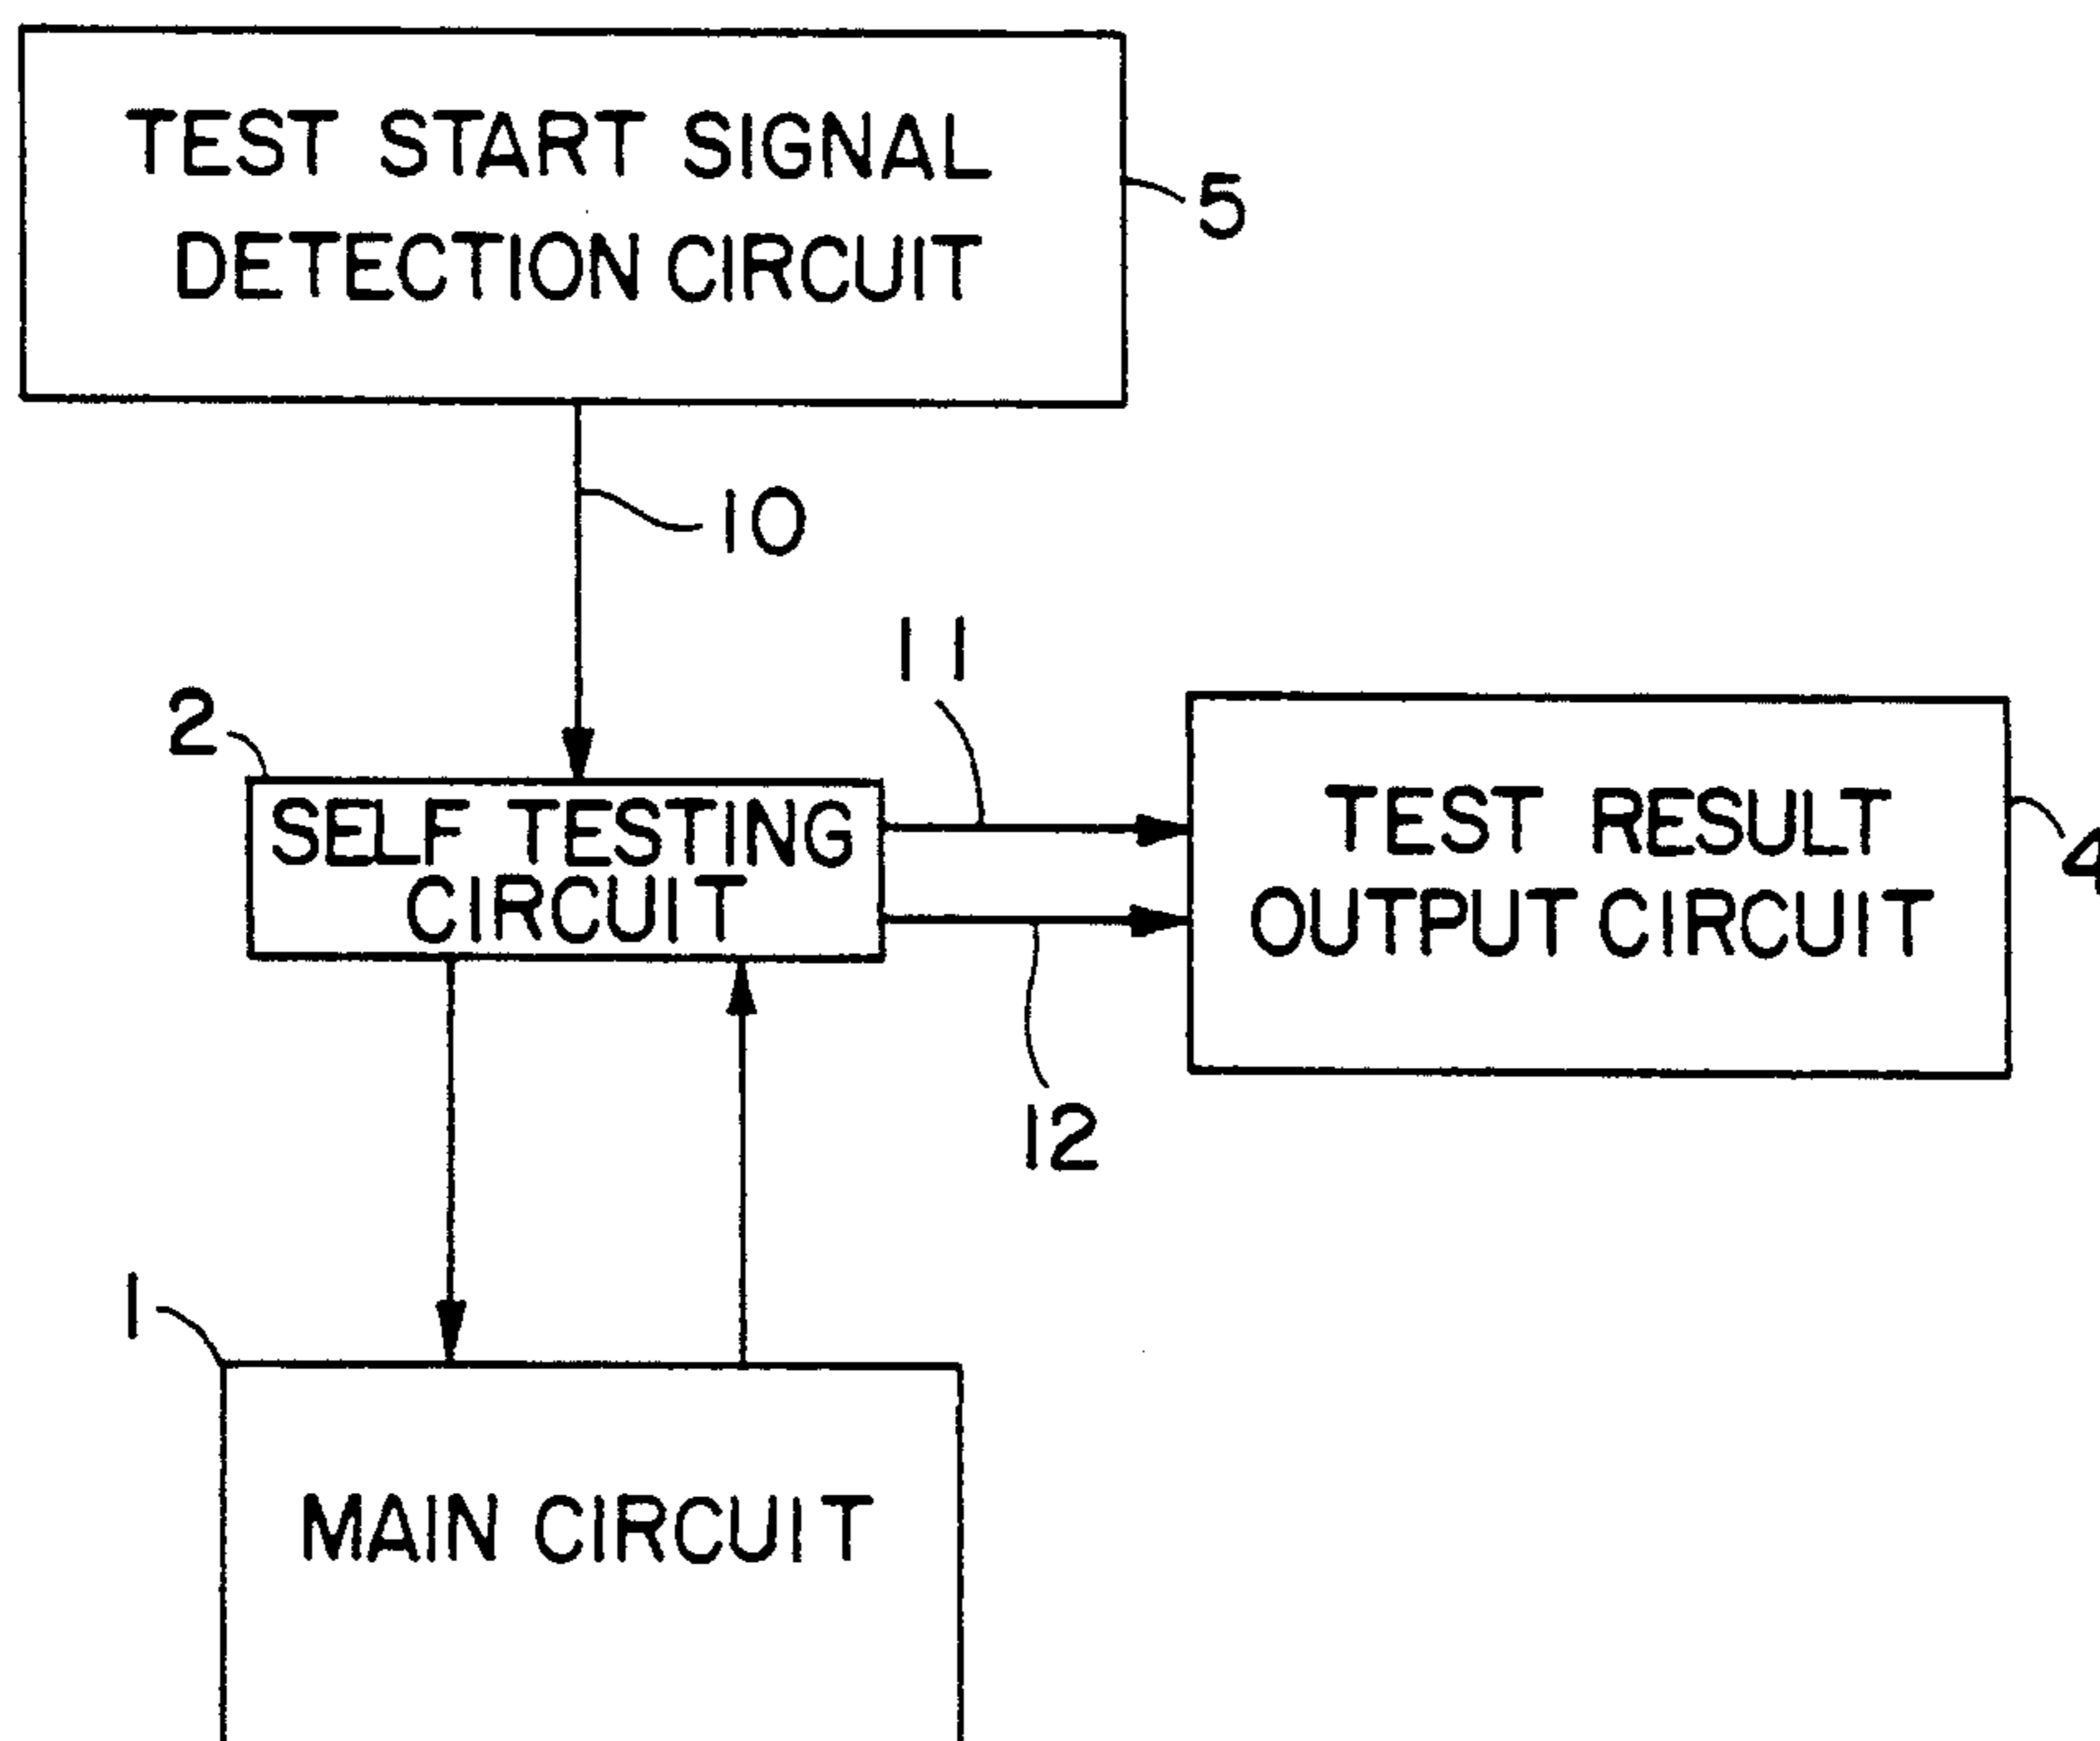 TEST START SIGNAL
DETECTION CIRCUIT
5
10
11
2
SELF TESTING
CIRCUIT
TEST RESULT
OUTPUT CIRCUIT
4
12
1
MAIN CIRCUIT